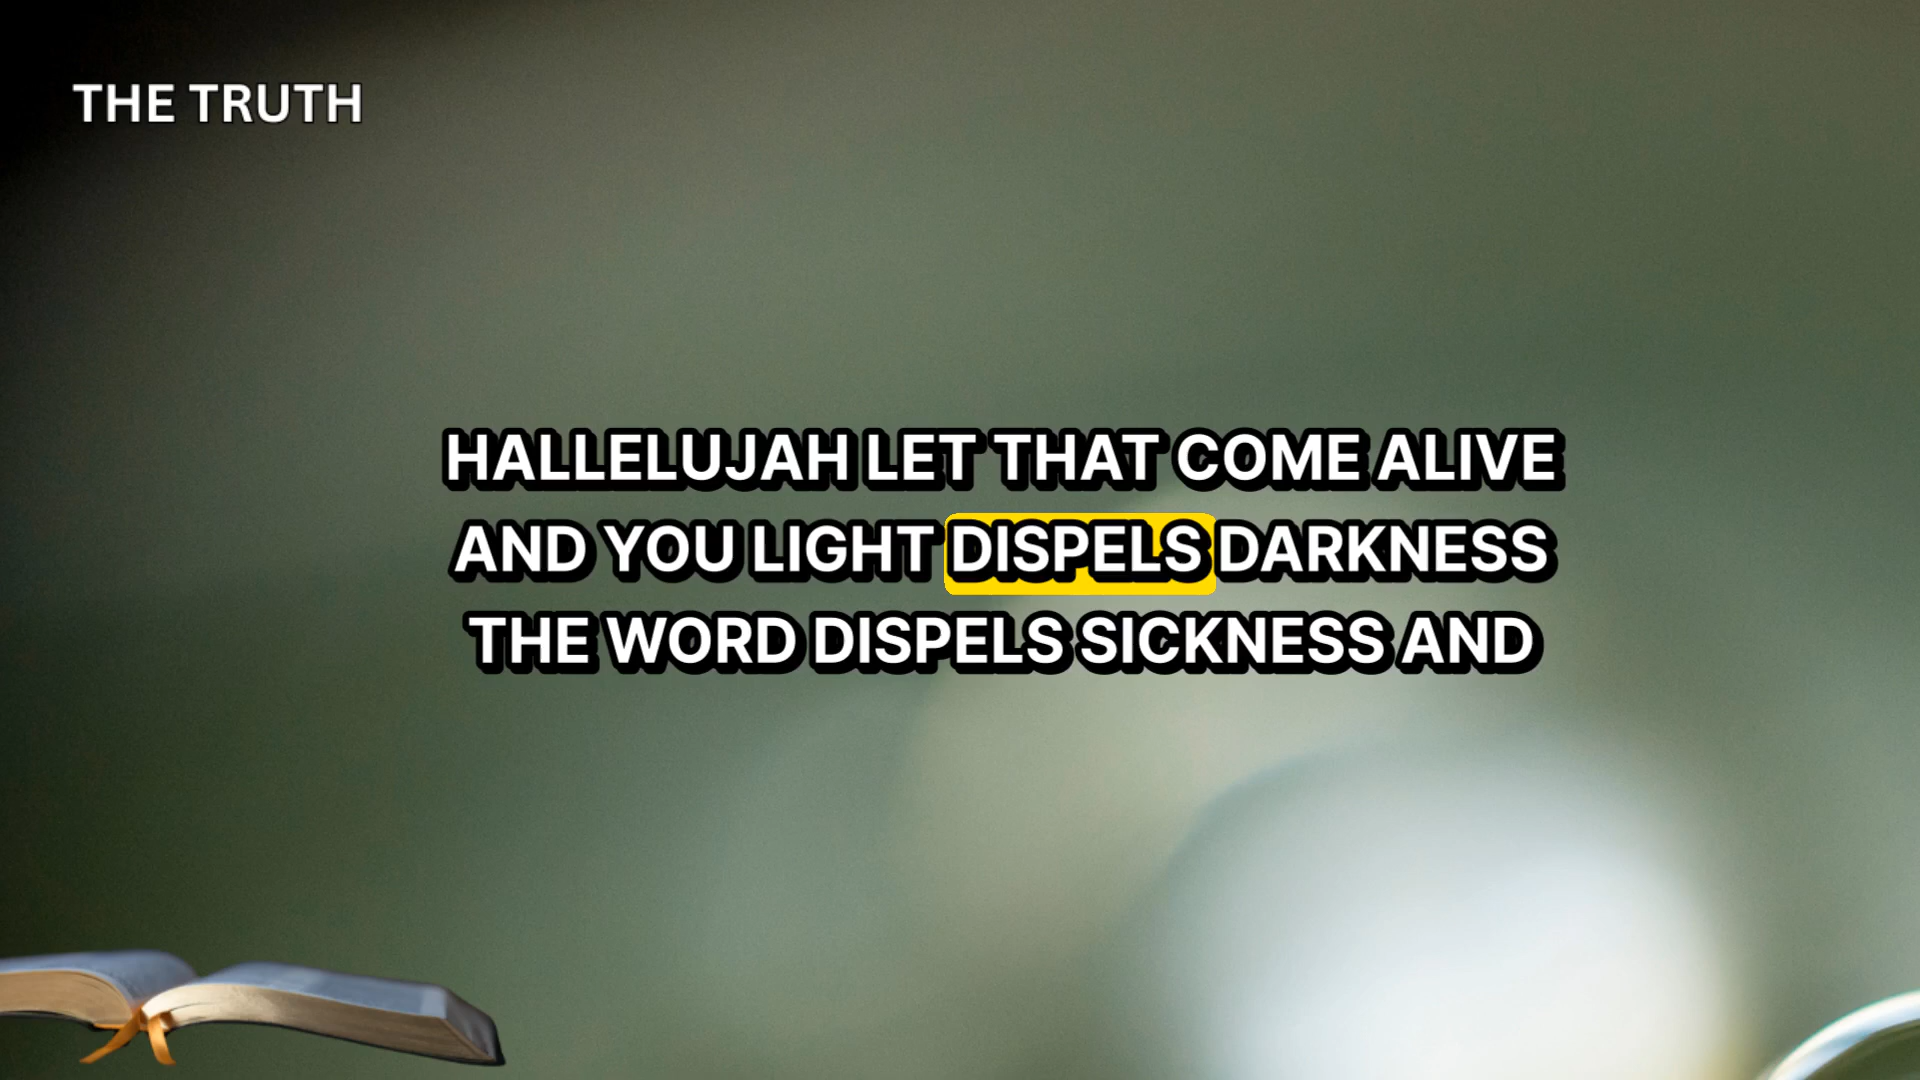 THE TRUTH
HALLELUJAH LET THAT COME ALIVE
AND YOU LIGHT DISPELS DARKNESS
THE WORD DISPELS SICKNESS AND